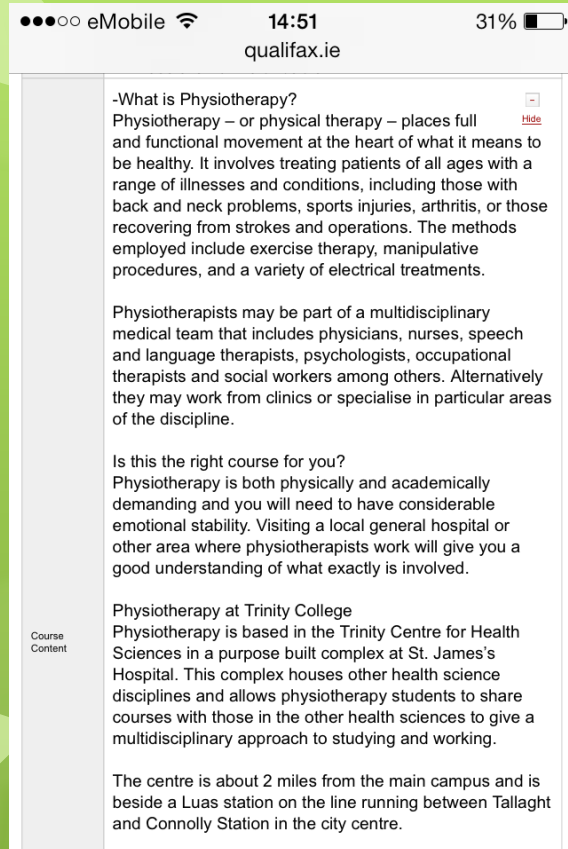 eMobile 14:51 31%
qualifax.ie
-What is Physiotherapy?
-
Hide
Physiotherapy – or physical therapy – places full
and functional movement at the heart of what it means to
be healthy. It involves treating patients of all ages with a
range of illnesses and conditions, including those with
back and neck problems, sports injuries, arthritis, or those
recovering from strokes and operations. The methods
employed include exercise therapy, manipulative
procedures, and a variety of electrical treatments.
Physiotherapists may be part of a multidisciplinary
medical team that includes physicians, nurses, speech
and language therapists, psychologists, occupational
therapists and social workers among others. Alternatively
they may work from clinics or specialise in particular areas
of the discipline.
Is this the right course for you?
Physiotherapy is both physically and academically
demanding and you will need to have considerable
emotional stability. Visiting a local general hospital or
other area where physiotherapists work will give you a
good understanding of what exactly is involved.
Physiotherapy at Trinity College
Course
Content
Physiotherapy is based in the Trinity Centre for Health
Sciences in a purpose built complex at St. James’s
Hospital. This complex houses other health science
disciplines and allows physiotherapy students to share
courses with those in the other health sciences to give a
multidisciplinary approach to studying and working.
The centre is about 2 miles from the main campus and is
beside a Luas station on the line running between Tallaght
and Connolly Station in the city centre.